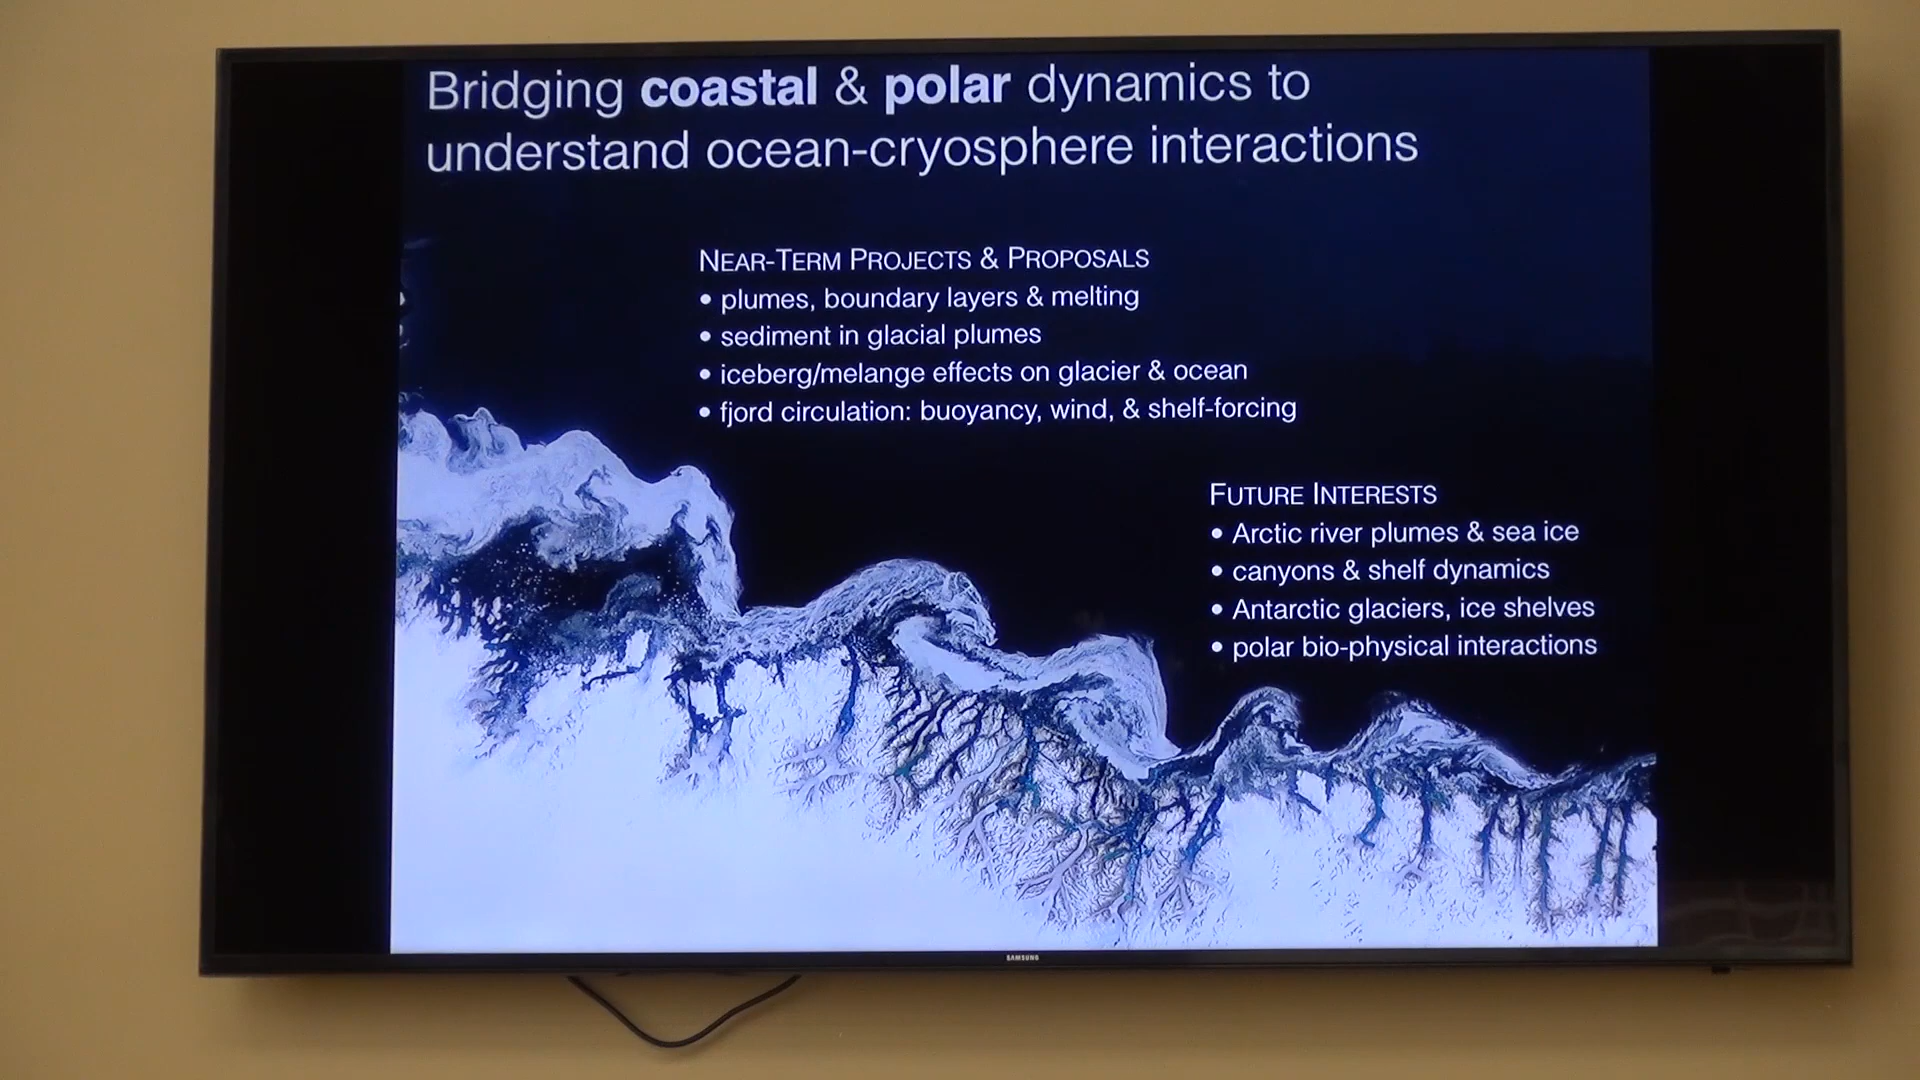 Bridging coastal & polar dynamics to
understand ocean-cryosphere interactions
NEAR-TERM PROJECTS & PROPOSALS
• plumes, boundary layers & melting
• sediment in glacial plumes
• iceberg/melange effects on glacier & ocean
• fjord circulation: buoyancy, wind, & shelf-forcing
FUTURE INTERESTS
• Arctic river plumes & sea ice
• canyons & shelf dynamics
• Antarctic glaciers, ice shelves
• polar bio-physical interactions
SAMSUNG